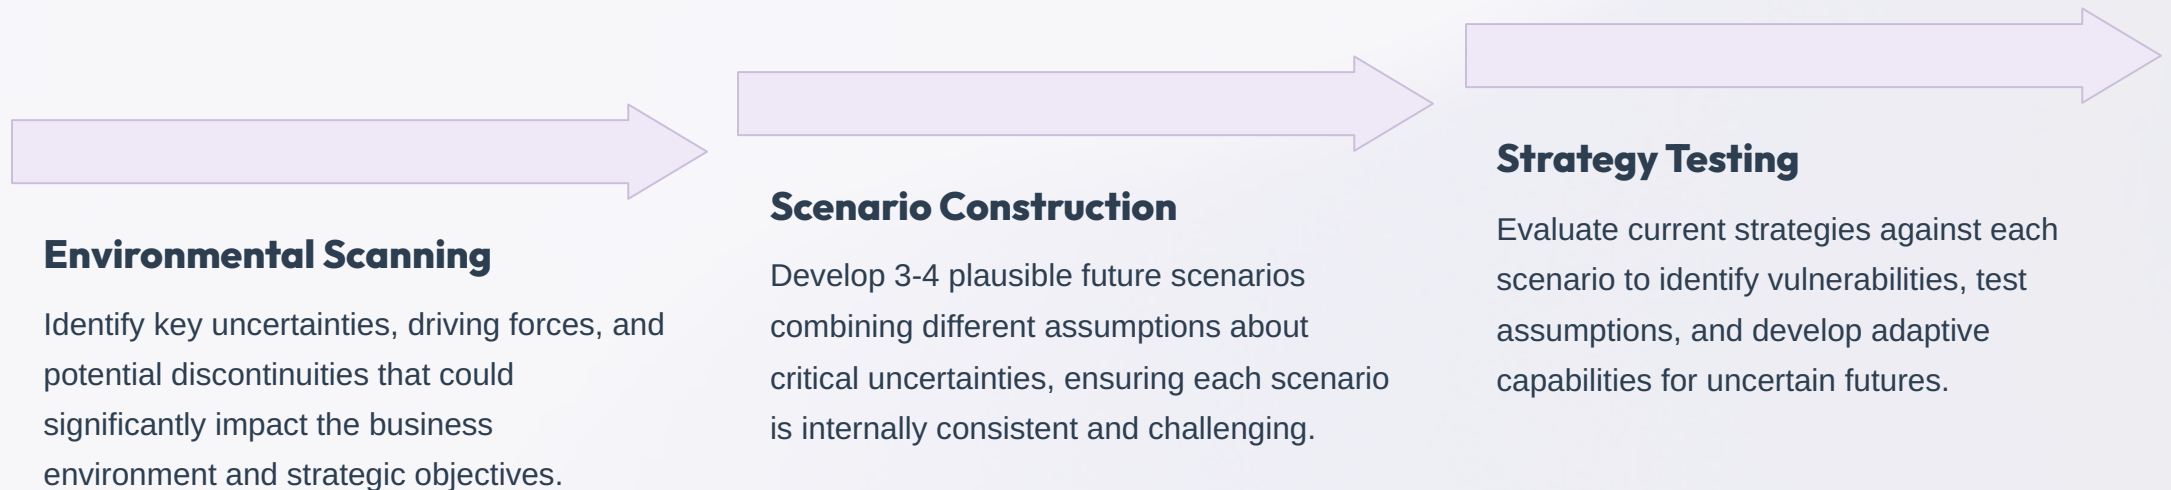 Environmental Scanning
Identify key uncertainties, driving forces, and
potential discontinuities that could
significantly impact the business
environment and strategic objectives.
Scenario Construction
Develop 3-4 plausible future scenarios
combining different assumptions about
critical uncertainties, ensuring each scenario
is internally consistent and challenging.
Strategy Testing
Evaluate current strategies against each
scenario to identify vulnerabilities, test
assumptions, and develop adaptive
capabilities for uncertain futures.